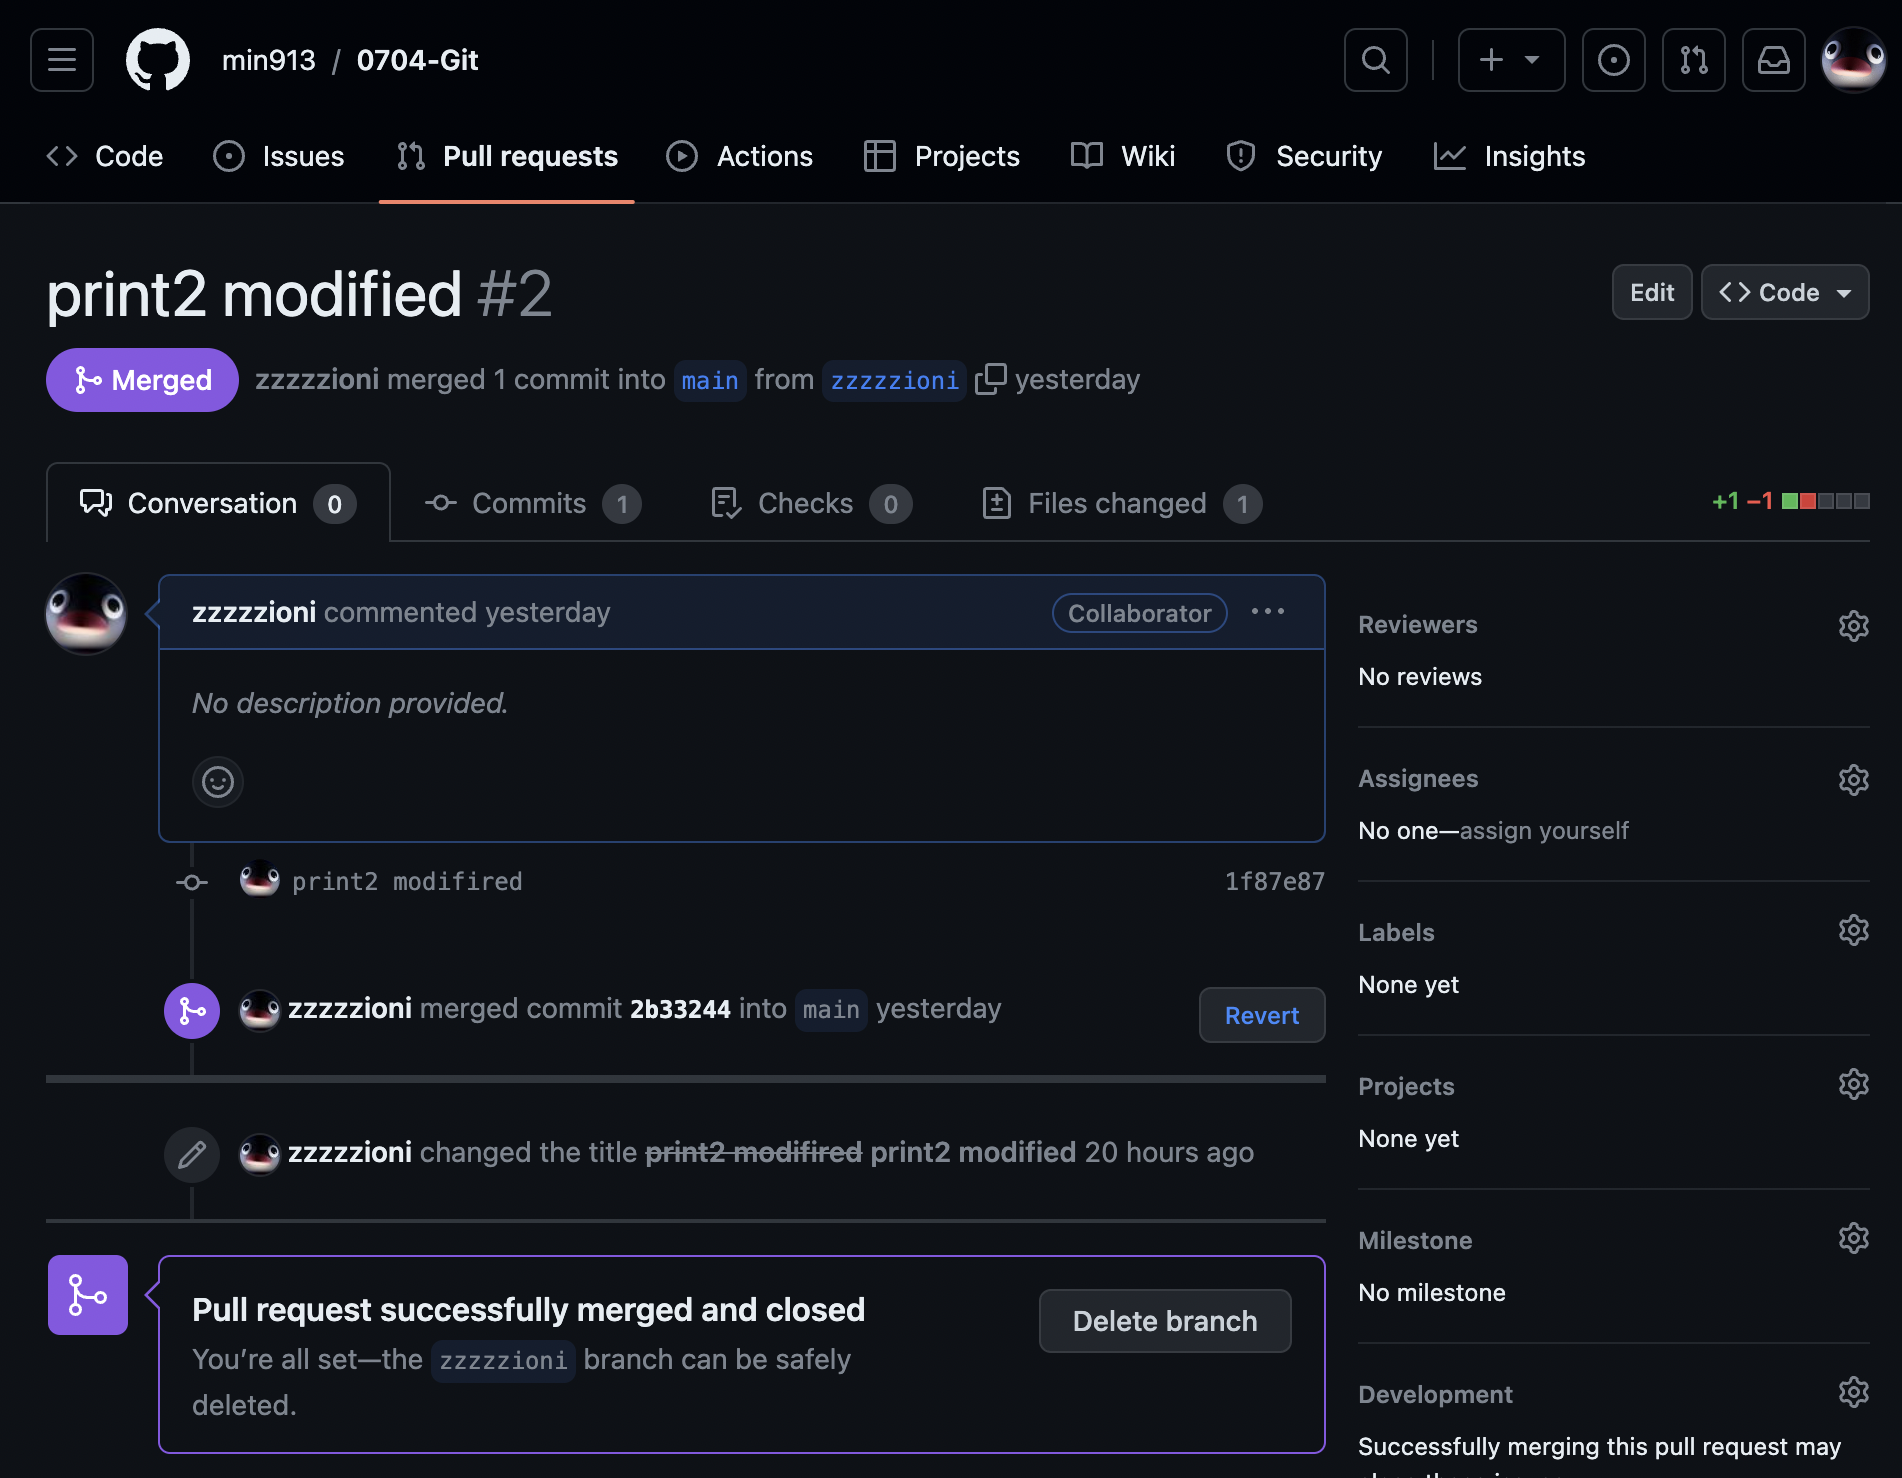 min913 / 0704-Git
Code Issues Pull requests Actions Projects Wiki Security Insights
print2 modified #2
Edit Code
Merged zzzzzioni merged 1 commit into main from zzzzzioni yesterday
Conversation 0 Commits 1 Checks 0 Files changed 1 +1 −1
zzzzzioni commented yesterday Collaborator
No description provided.
print2 modifired 1f87e87
zzzzzioni merged commit 2b33244 into main yesterday Revert
zzzzzioni changed the title print2 modifired print2 modified 20 hours ago
Pull request successfully merged and closed
You’re all set—the zzzzzioni branch can be safely
deleted.
Delete branch
Reviewers
No reviews
Assignees
No one—assign yourself
Labels
None yet
Projects
None yet
Milestone
No milestone
Development
Successfully merging this pull request may